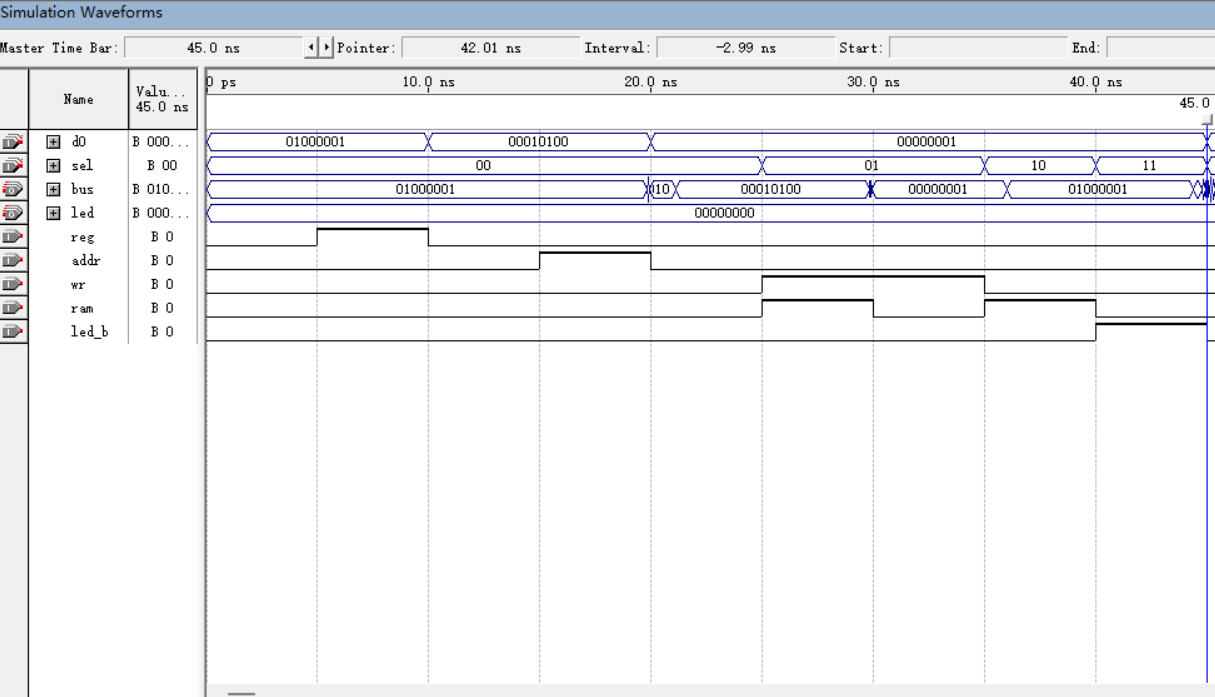 Simulation Waveforms
Master Time Bar: 45.0 ns Pointer: 42.01 ns Interval: -2.99 ns Start: End:
Name Valu... 45.0 ns
0 ps 10.0 ns 20.0 ns 30.0 ns 40.0 ns
45.0
d0 B 000... 01000001 00010100 00000001
sel B 00 00 01 10 11
bus B 010... 01000001 010 00010100 00000001 01000001
led B 000... 00000000
reg B 0
addr B 0
wr B 0
ram B 0
led_b B 0